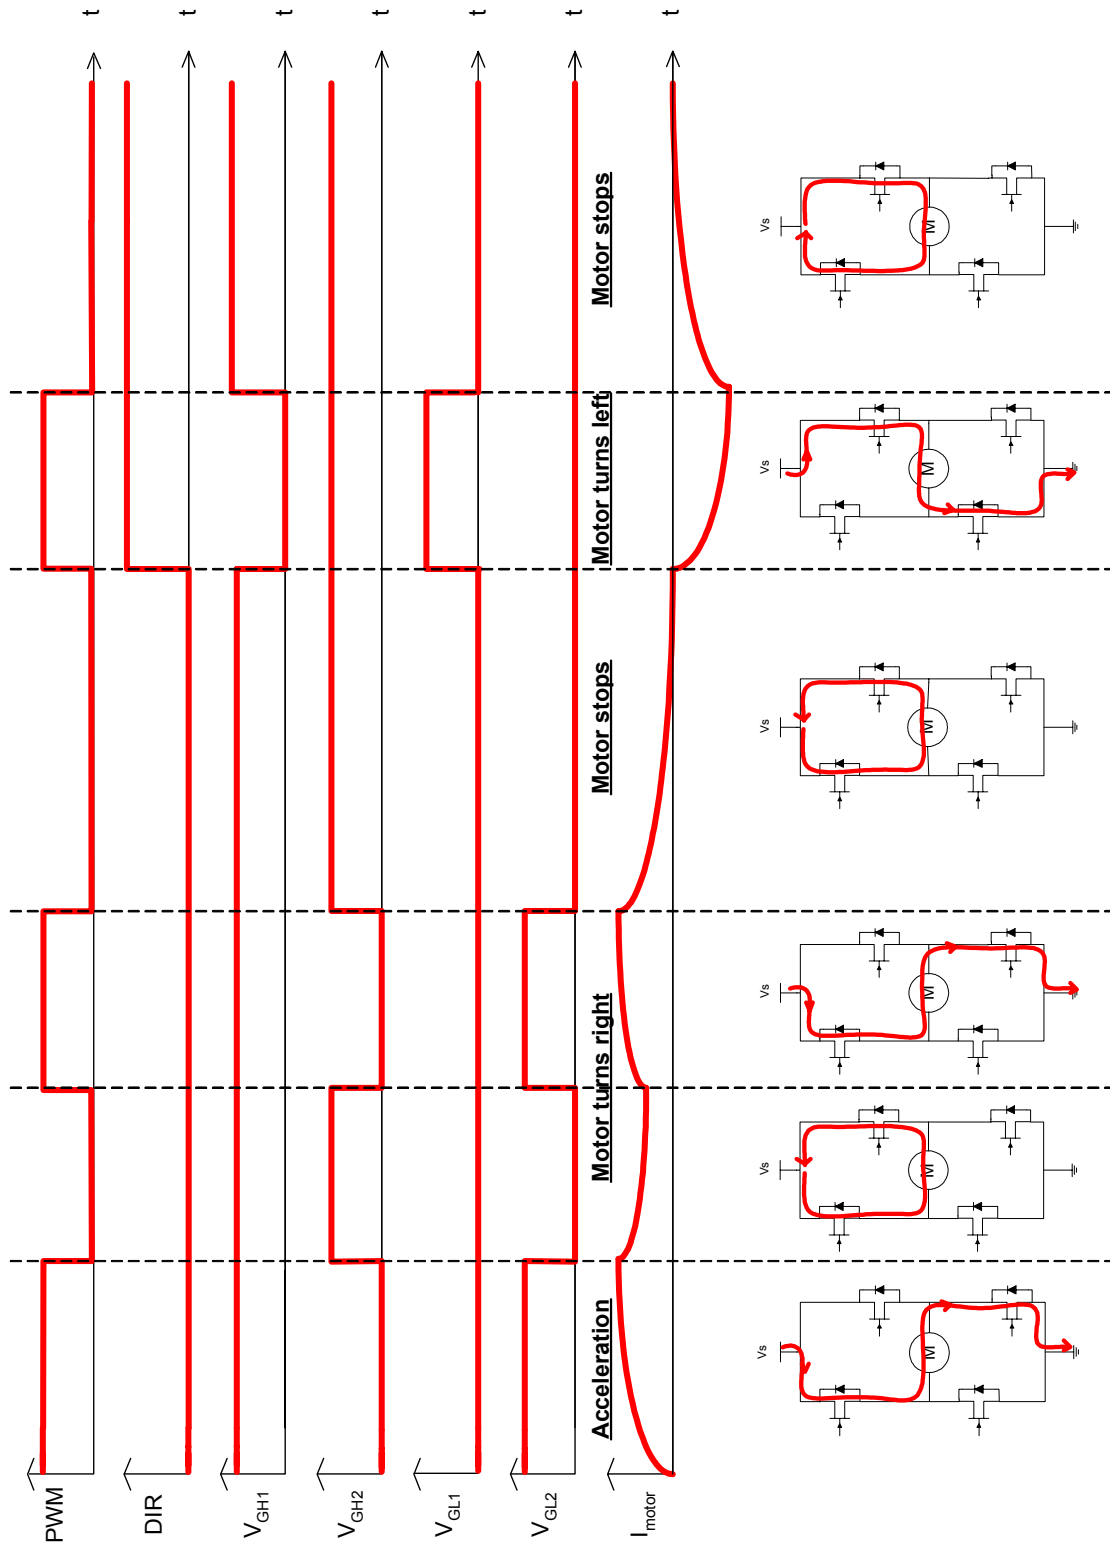 PWM
t
DIR
t
VGH1
t
VGH2
t
VGL1
t
VGL2
t
Acceleration
Motor turns right
Motor stops
Motor turns left
Motor stops
Imotor
t
Vs
Vs
Vs
Vs
Vs
Vs
M
M
M
M
M
M